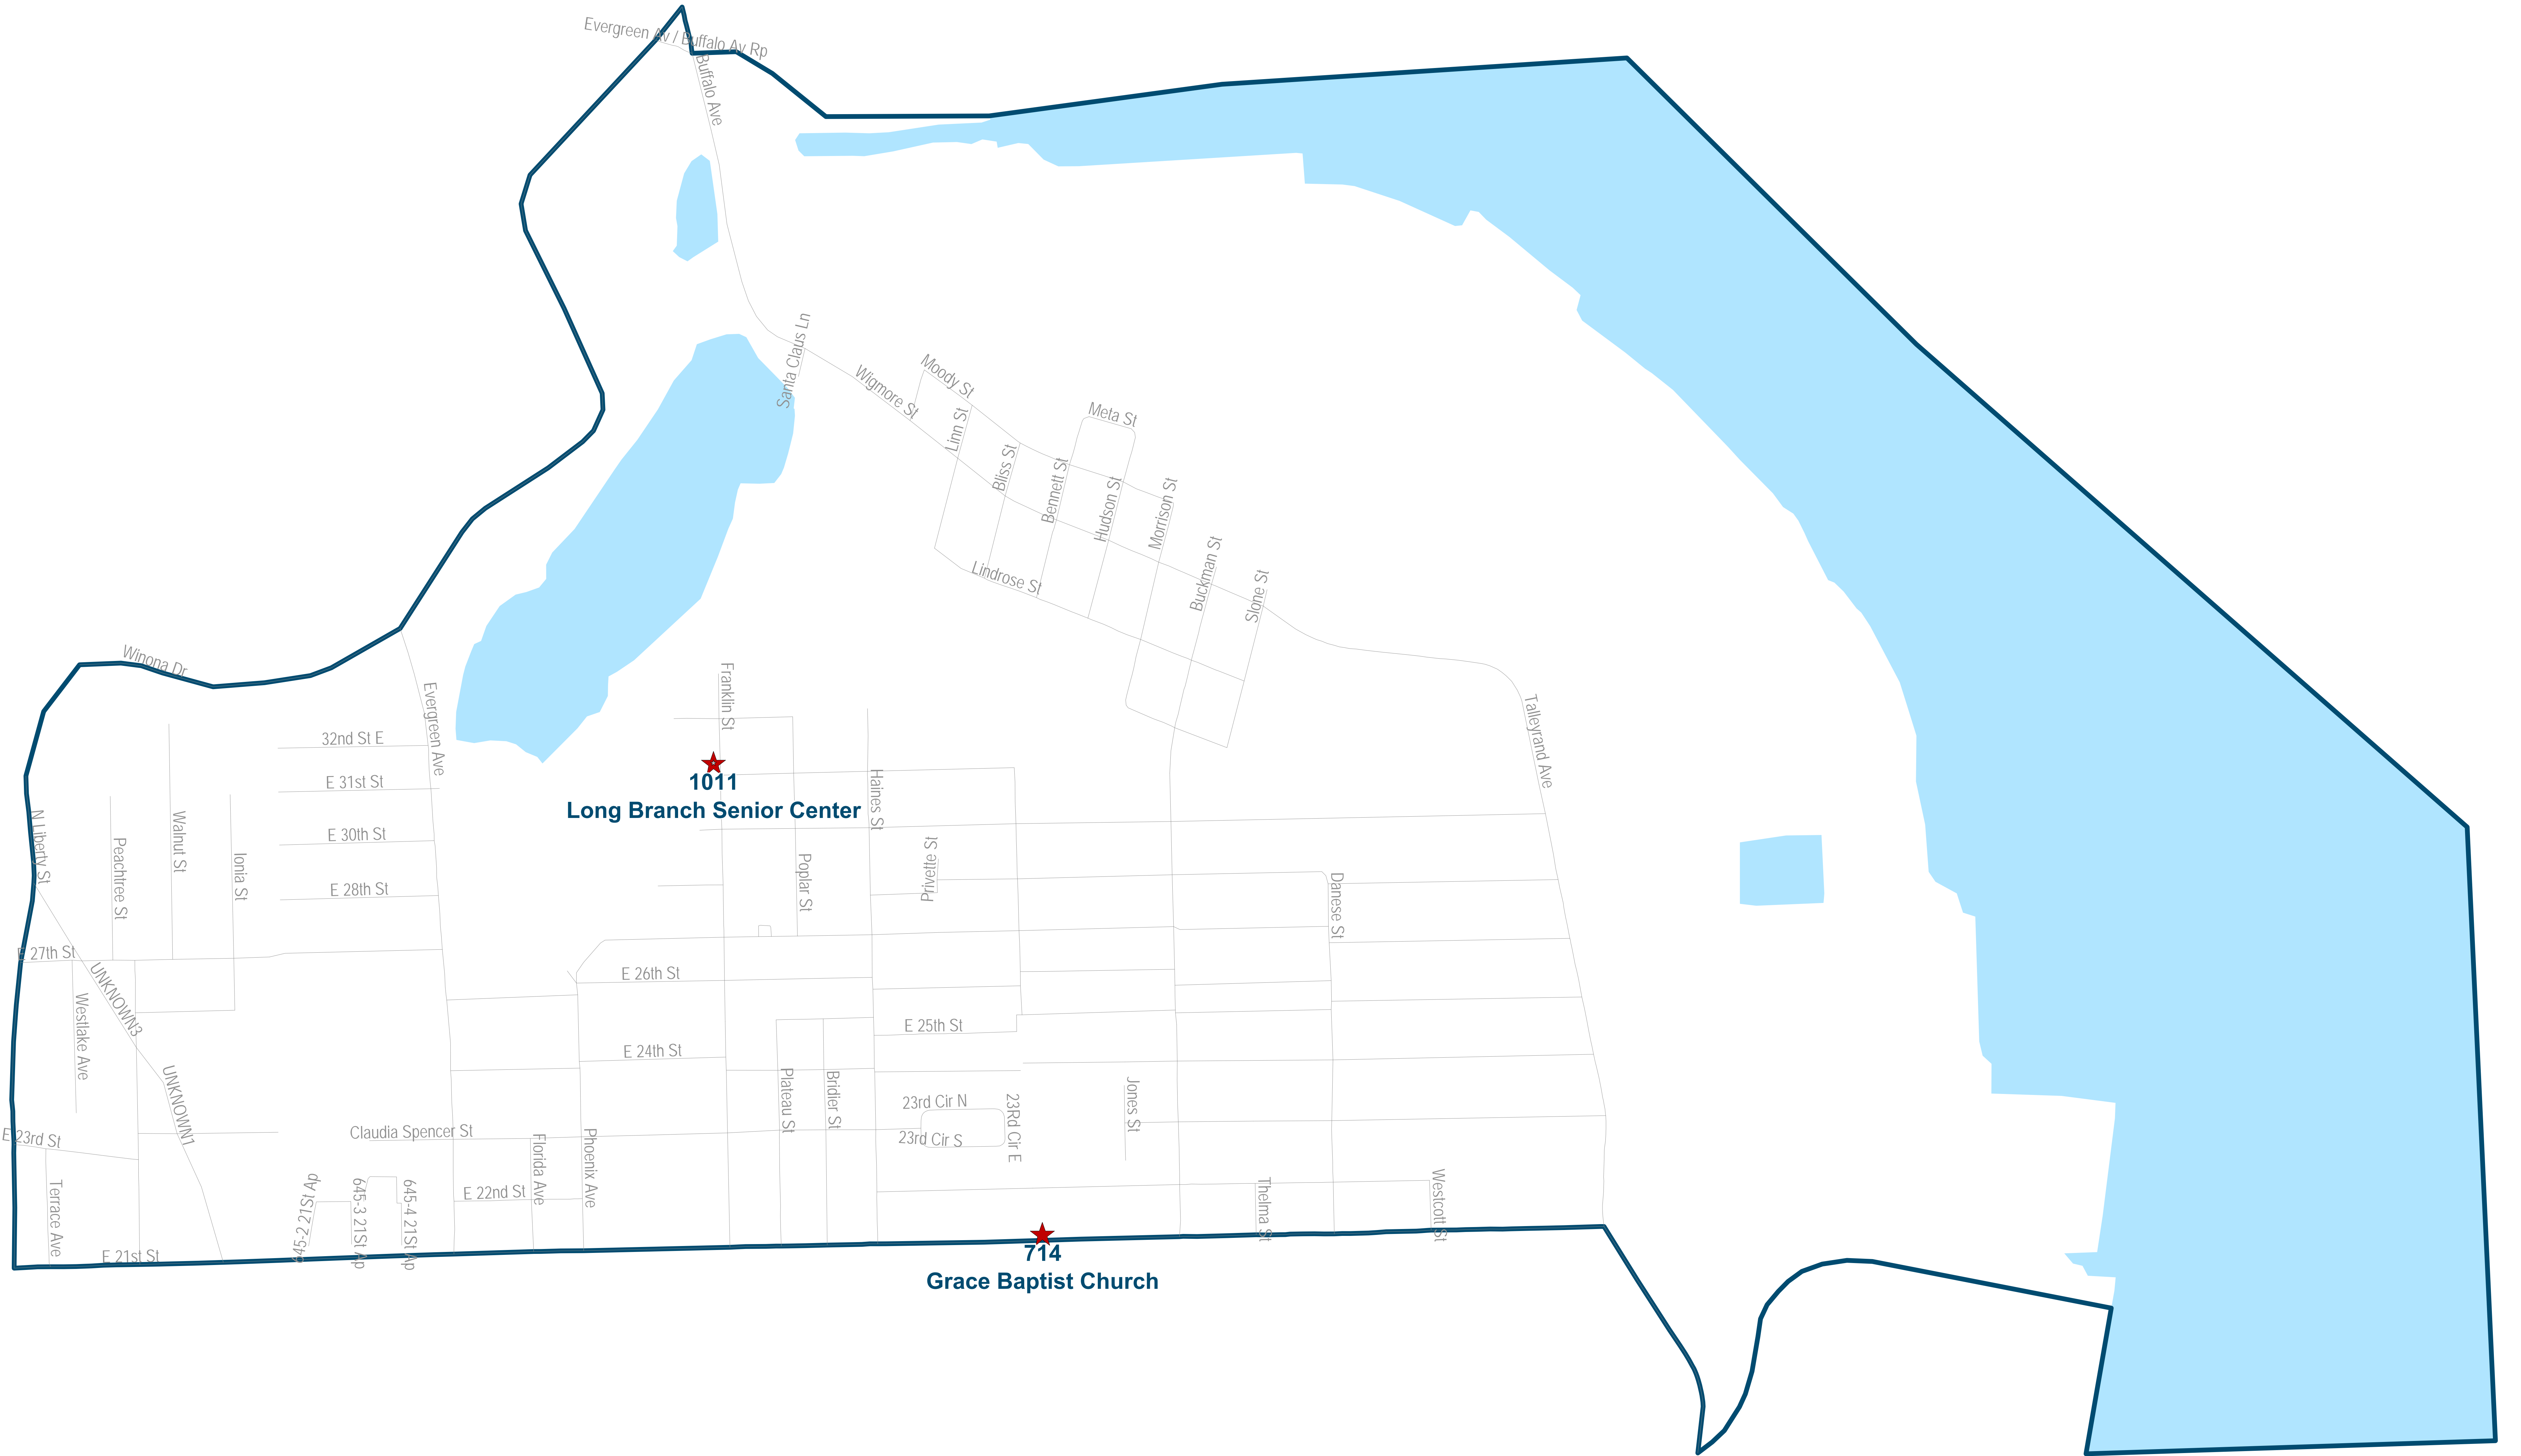 Evergreen Av / Buffalo Av Rp
Buffalo Ave
Santa Claus Ln
Wigmore St
Moody St
Linn St
Meta St
Bliss St
Bennett St
Hudson St
Morrison St
Buckman St
Slone St
Lindrose St
Winona Dr
Evergreen Ave
Franklin St
Talleyrand Ave
32nd St E
E 31st St
1011
Long Branch Senior Center
Haines St
N Liberty St
Peachtree St
Walnut St
Ionia St
E 30th St
E 28th St
Poplar St
Privette St
Danese St
E 27th St
UNKNOWN3
E 26th St
Westlake Ave
E 25th St
E 24th St
UNKNOWN1
Plateau St
Bridier St
23rd Cir N
23Rd Cir E
Jones St
E 23rd St
Claudia Spencer St
23rd Cir S
Florida Ave
Phoenix Ave
Terrace Ave
645-2 21St Ap
645-3 21St Ap
645-4 21St Ap
E 22nd St
Thelma St
Westcott St
E 21st St
714
Grace Baptist Church